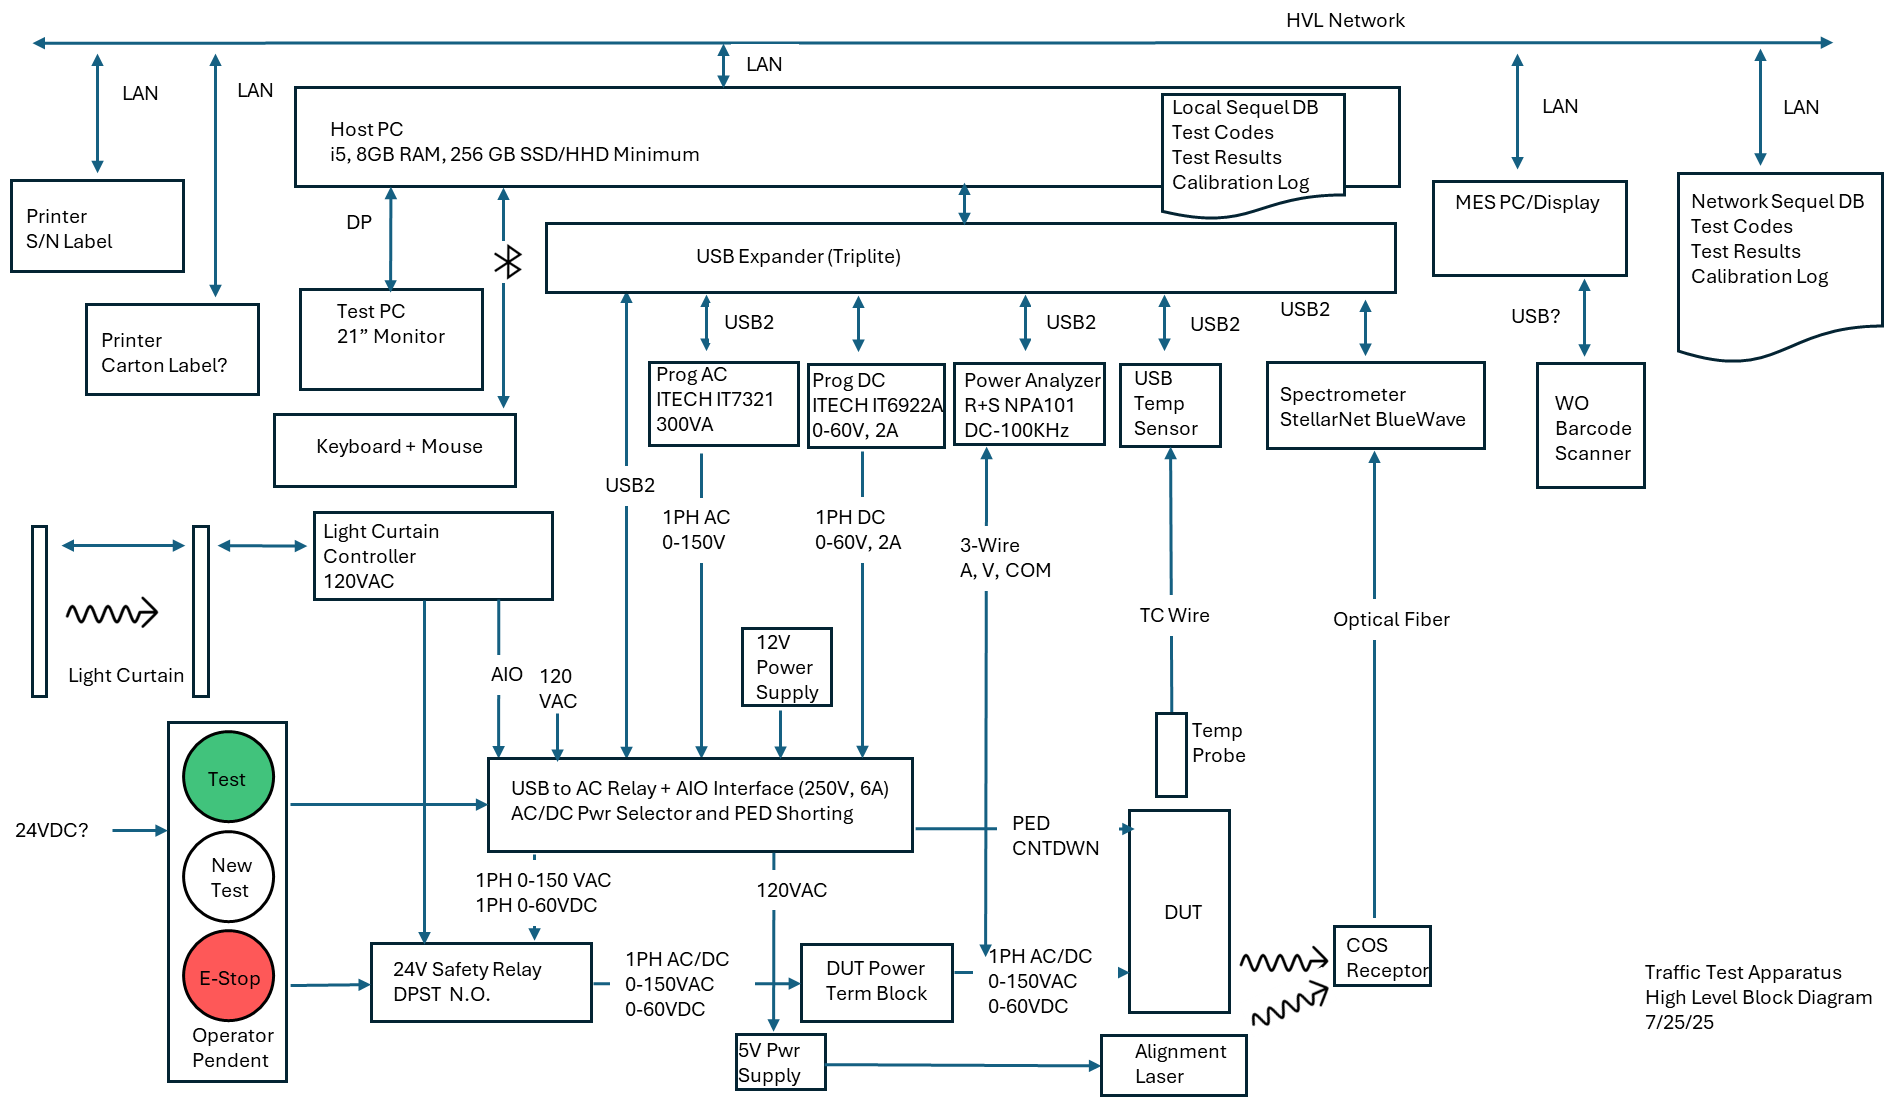 HVL Network
LAN
LAN
LAN
LAN
LAN
Host PC
i5, 8GB RAM, 256 GB SSD/HHD Minimum
Local Sequel DB
Test Codes
Test Results
Calibration Log
Printer
S/N Label
DP
MES PC/Display
Network Sequel DB
Test Codes
Test Results
Calibration Log
USB Expander (Triplite)
Printer
Carton Label?
Test PC
21” Monitor
USB2
USB2
USB2
USB2
USB?
Keyboard + Mouse
Prog AC
ITECH IT7321
300VA
Prog DC
ITECH IT6922A
0-60V, 2A
Power Analyzer
R+S NPA101
DC-100KHz
USB
Temp
Sensor
Spectrometer
StellarNet BlueWave
WO
Barcode
Scanner
USB2
Light Curtain
Controller
120VAC
1PH AC
0-150V
1PH DC
0-60V, 2A
3-Wire
A, V, COM
TC Wire
Optical Fiber
Light Curtain
AIO
120
VAC
12V
Power
Supply
Temp
Probe
Test
New
Test
E-Stop
Operator
Pendent
24VDC?
USB to AC Relay + AIO Interface (250V, 6A)
AC/DC Pwr Selector and PED Shorting
PED
CNTDWN
1PH 0-150 VAC
1PH 0-60VDC
120VAC
DUT
24V Safety Relay
DPST  N.O.
1PH AC/DC
0-150VAC
0-60VDC
DUT Power
Term Block
1PH AC/DC
0-150VAC
0-60VDC
COS
Receptor
5V Pwr
Supply
Alignment
Laser
Traffic Test Apparatus
High Level Block Diagram
7/25/25